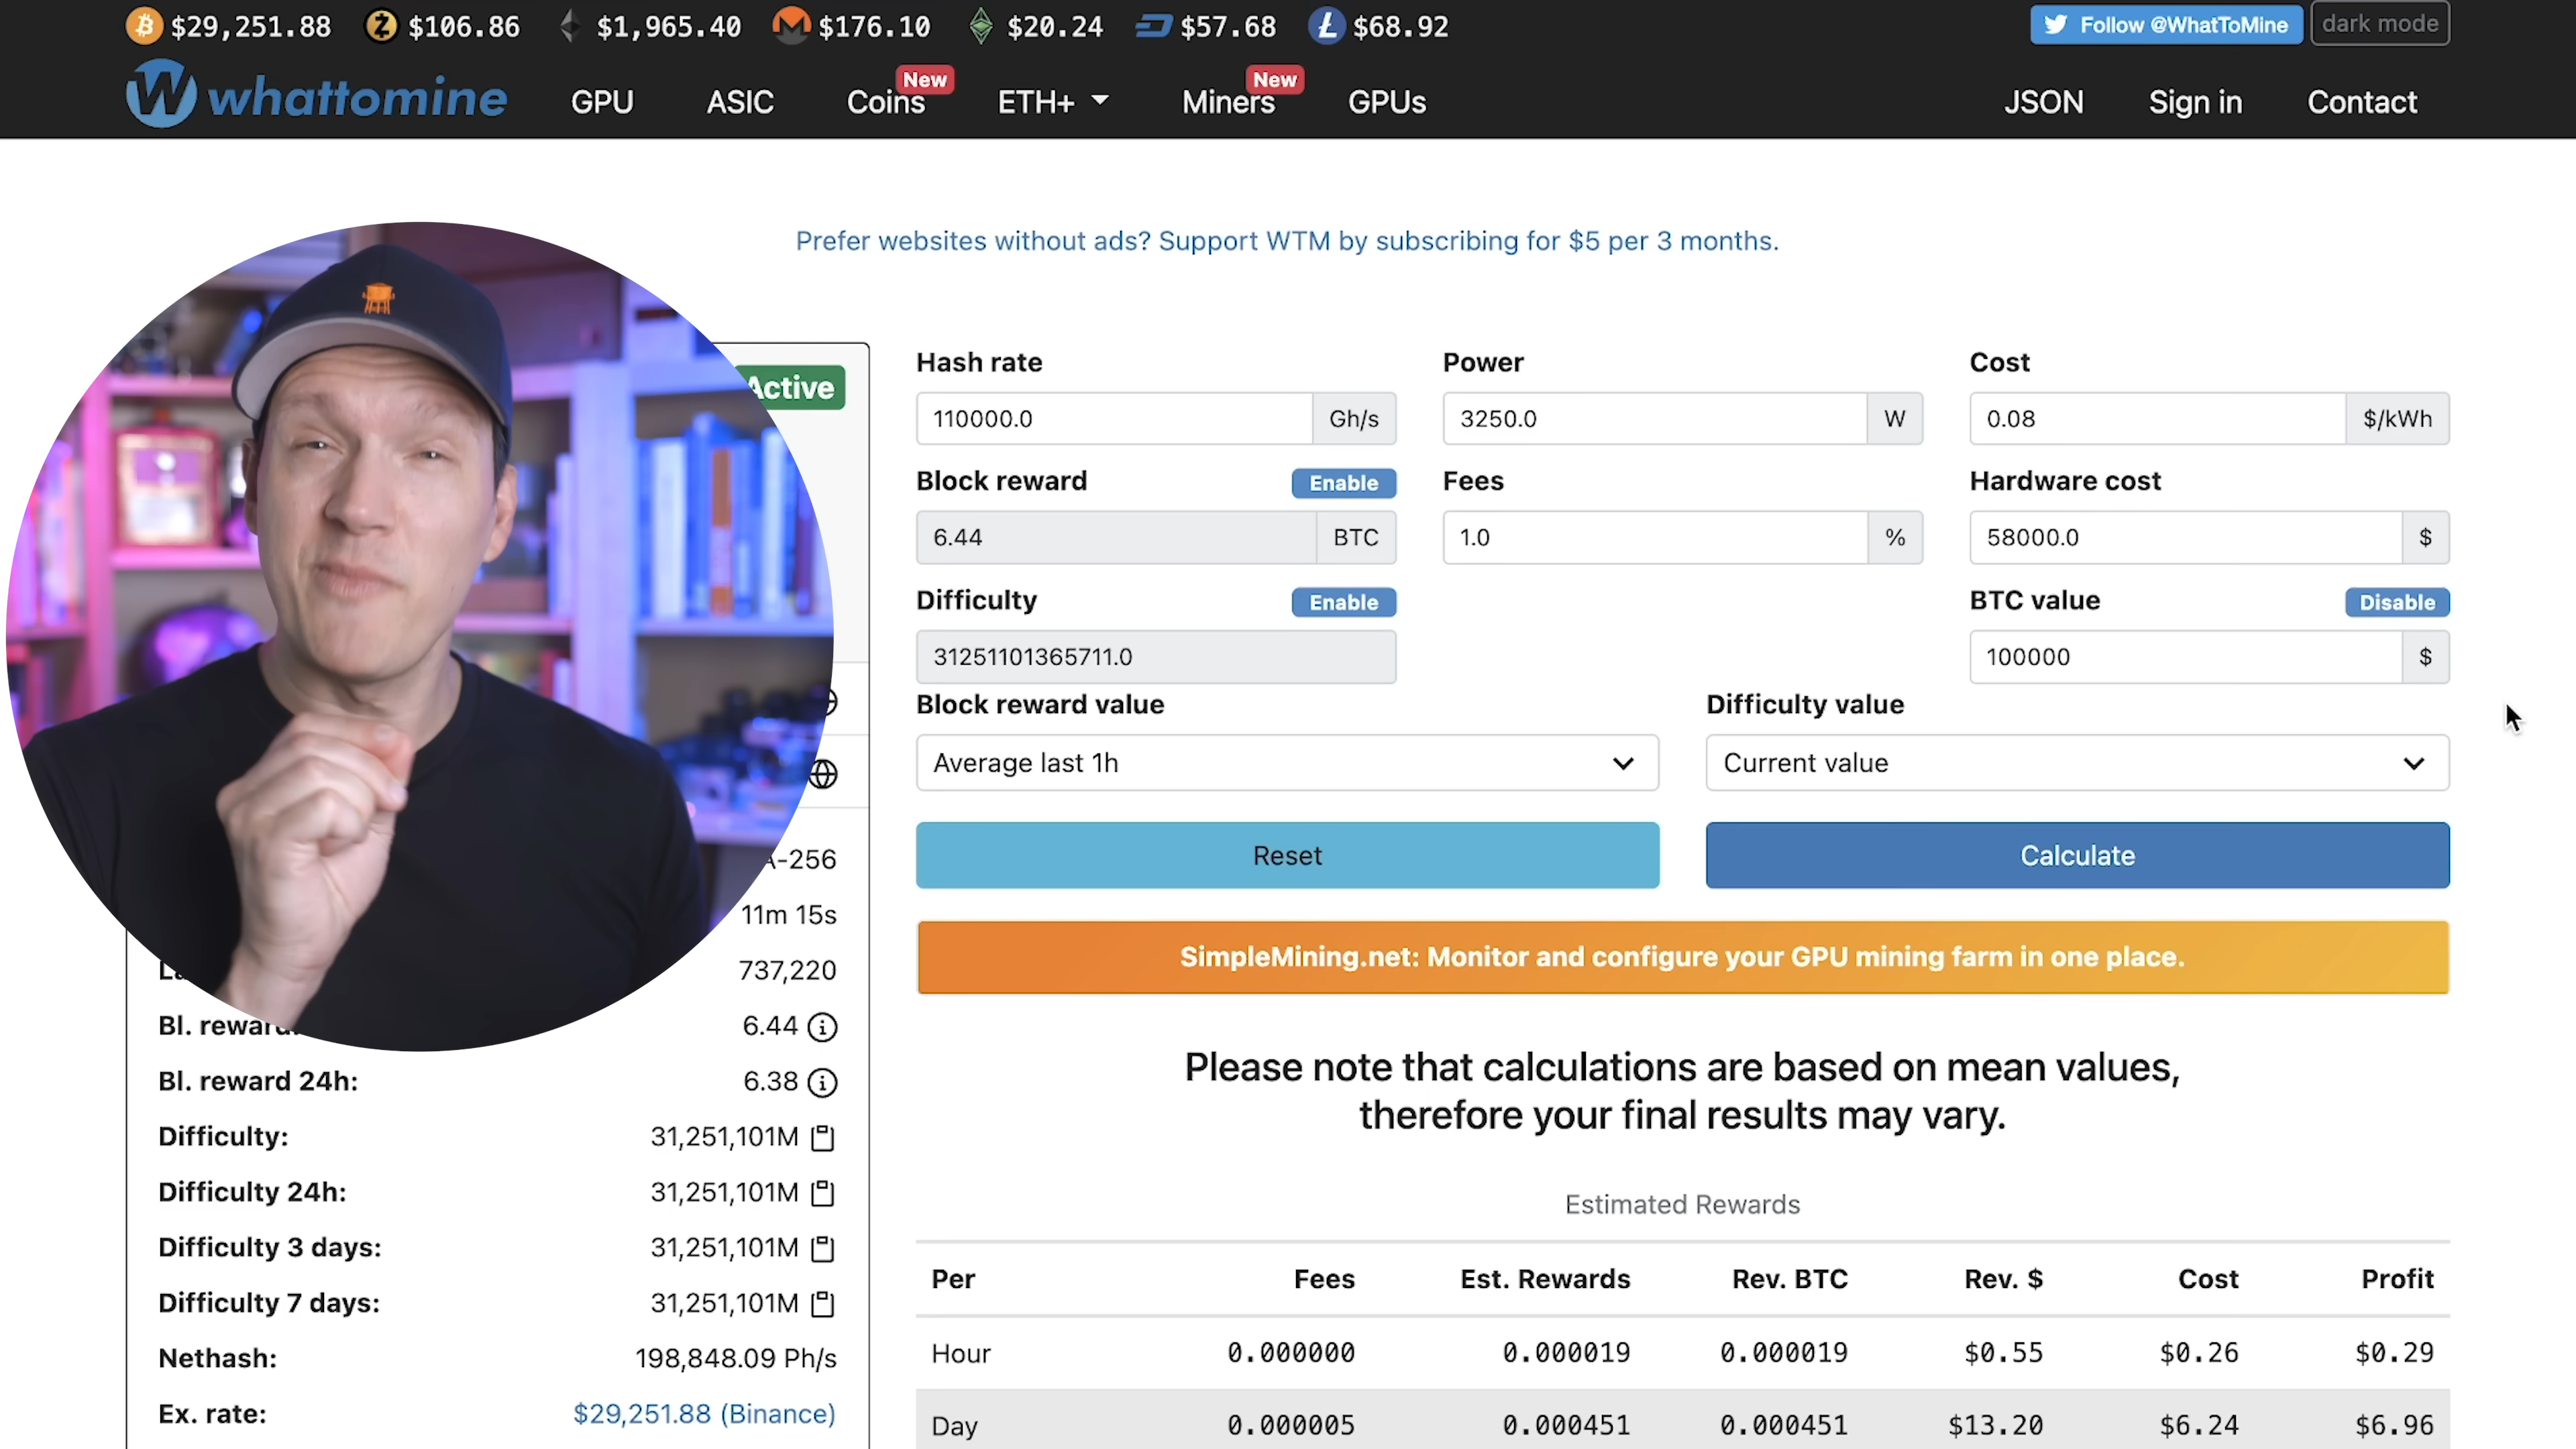 $29,251.88 $106.86 $1,965.40 $176.10 $20.24 $57.68 $68.92 Follow @WhatToMine dark mode
whattomine GPU ASIC Coins New ETH+ Miners New GPUs JSON Sign in Contact
Prefer websites without ads? Support WTM by subscribing for $5 per 3 months.
Active
A-256
11m 15s
737,220
Bl. reward
6.44
Bl. reward 24h: 6.38
Difficulty: 31,251,101M
Difficulty 24h: 31,251,101M
Difficulty 3 days: 31,251,101M
Difficulty 7 days: 31,251,101M
Nethash: 198,848.09 Ph/s
Ex. rate: $29,251.88 (Binance)
Hash rate Power Cost
110000.0 Gh/s 3250.0 W 0.08 $/kWh
Block reward Enable Fees Hardware cost
6.44 BTC 1.0 % 58000.0 $
Difficulty Enable BTC value Disable
31251101365711.0 100000 $
Block reward value Difficulty value
Average last 1h Current value
Reset Calculate
SimpleMining.net: Monitor and configure your GPU mining farm in one place.
Please note that calculations are based on mean values,
therefore your final results may vary.
Estimated Rewards
Per Fees Est. Rewards Rev. BTC Rev. $ Cost Profit
Hour 0.000000 0.000019 0.000019 $0.55 $0.26 $0.29
Day 0.000005 0.000451 0.000451 $13.20 $6.24 $6.96